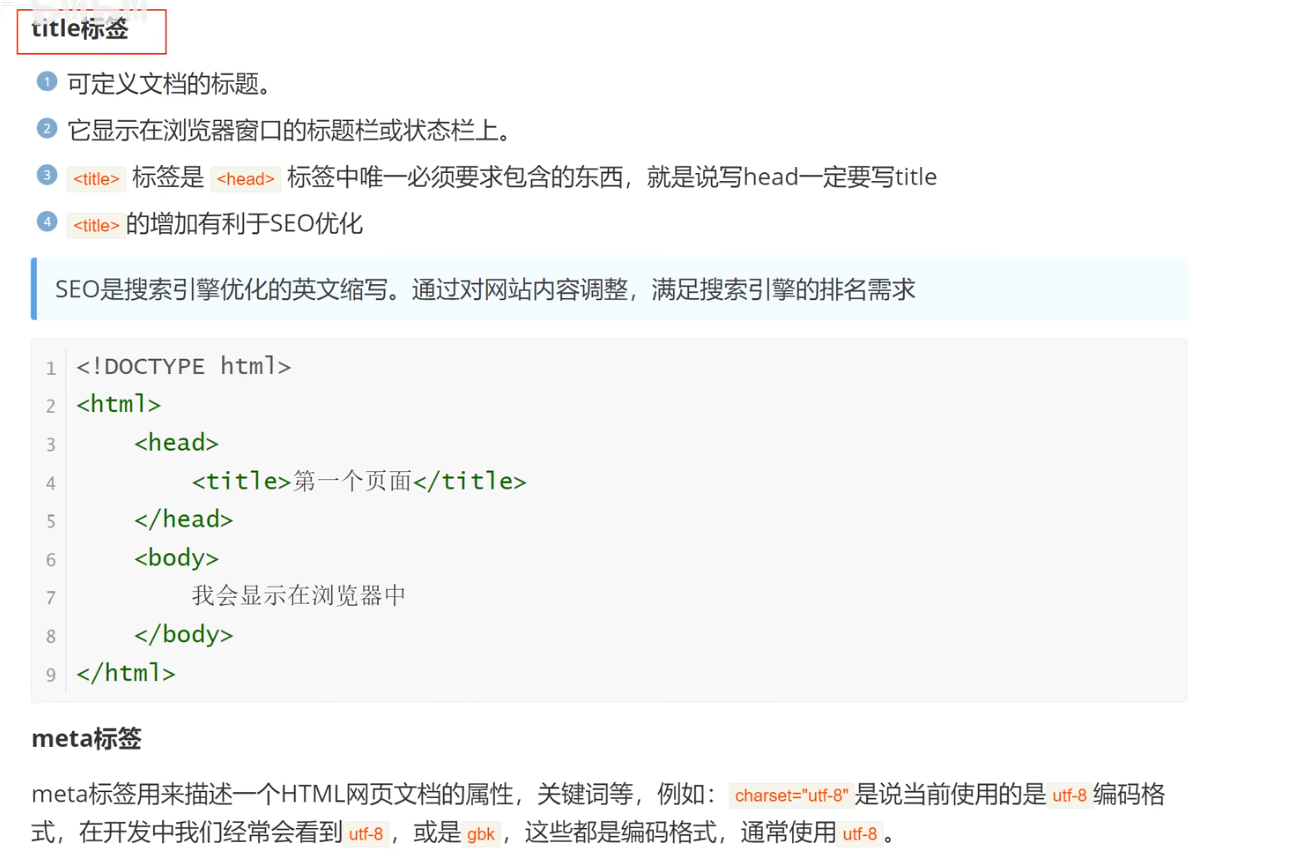 title标签
1 可定义文档的标题。
2 它显示在浏览器窗口的标题栏或状态栏上。
3 <title> 标签是 <head> 标签中唯一必须要求包含的东西，就是说写head一定要写title
4 <title> 的增加有利于SEO优化
SEO是搜索引擎优化的英文缩写。通过对网站内容调整，满足搜索引擎的排名需求
1 <!DOCTYPE html>
2 <html>
3     <head>
4         <title>第一个页面</title>
5     </head>
6     <body>
7         我会显示在浏览器中
8     </body>
9 </html>
meta标签
meta标签用来描述一个HTML网页文档的属性，关键词等，例如： charset="utf-8" 是说当前使用的是 utf-8 编码格
式，在开发中我们经常会看到 utf-8 ，或是 gbk ，这些都是编码格式，通常使用 utf-8 。